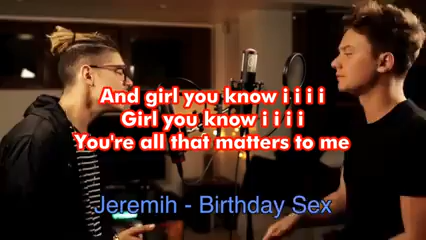 And girl you know i i i i
Girl you know i i i i
You're all that matters to me
Jeremih - Birthday Sex